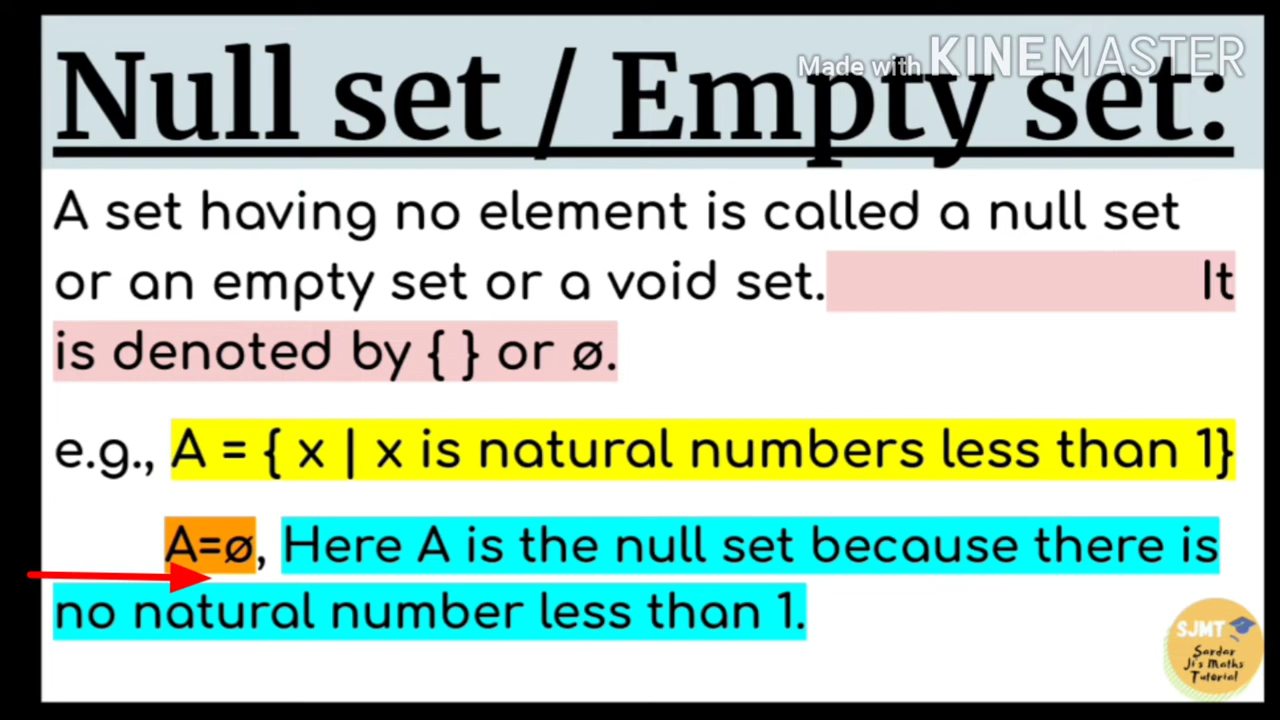 Made with KINEMASTER
Null set / Empty set:
A set having no element is called a null set
or an empty set or a void set. It
is denoted by { } or ø.
e.g., A = { x | x is natural numbers less than 1}
A=ø, Here A is the null set because there is
no natural number less than 1.
SJMT
Sardar
Ji's Maths
Tutorial